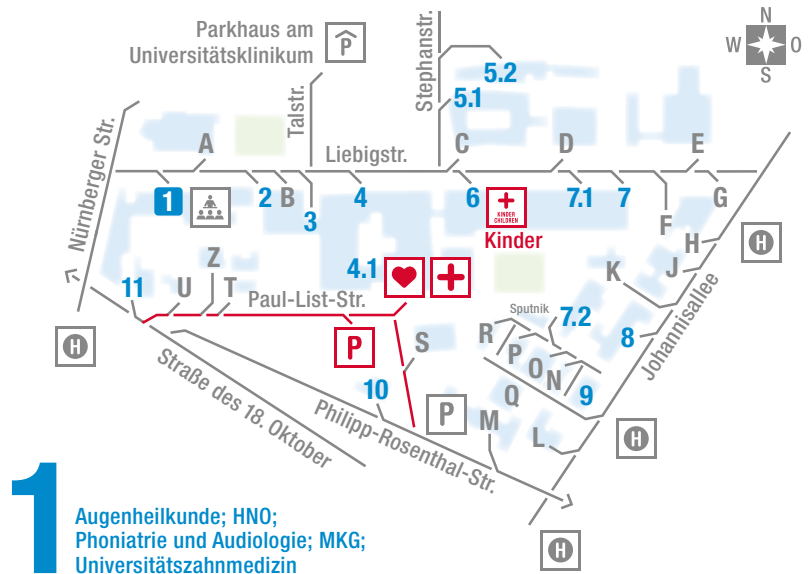 Parkhaus am
Universitätsklinikum
P
Stephanstr.
5.2
5.1
N
W O
S
Talstr.
Nürnberger Str.
A
Liebigstr.
C
D
E
1
2
B
3
4
6
KINDER
CHILDREN
Kinder
7.1
7
F
G
H
H
J
K
Johannisallee
4.1
Z
11
U
T
Paul-List-Str.
P
H
Straße des 18. Oktober
S
10
P
Philipp-Rosenthal-Str.
Sputnik
7.2
R
P
O
N
Q
9
8
M
L
H
H
1
Augenheilkunde; HNO;
Phoniatrie und Audiologie; MKG;
Universitätszahnmedizin